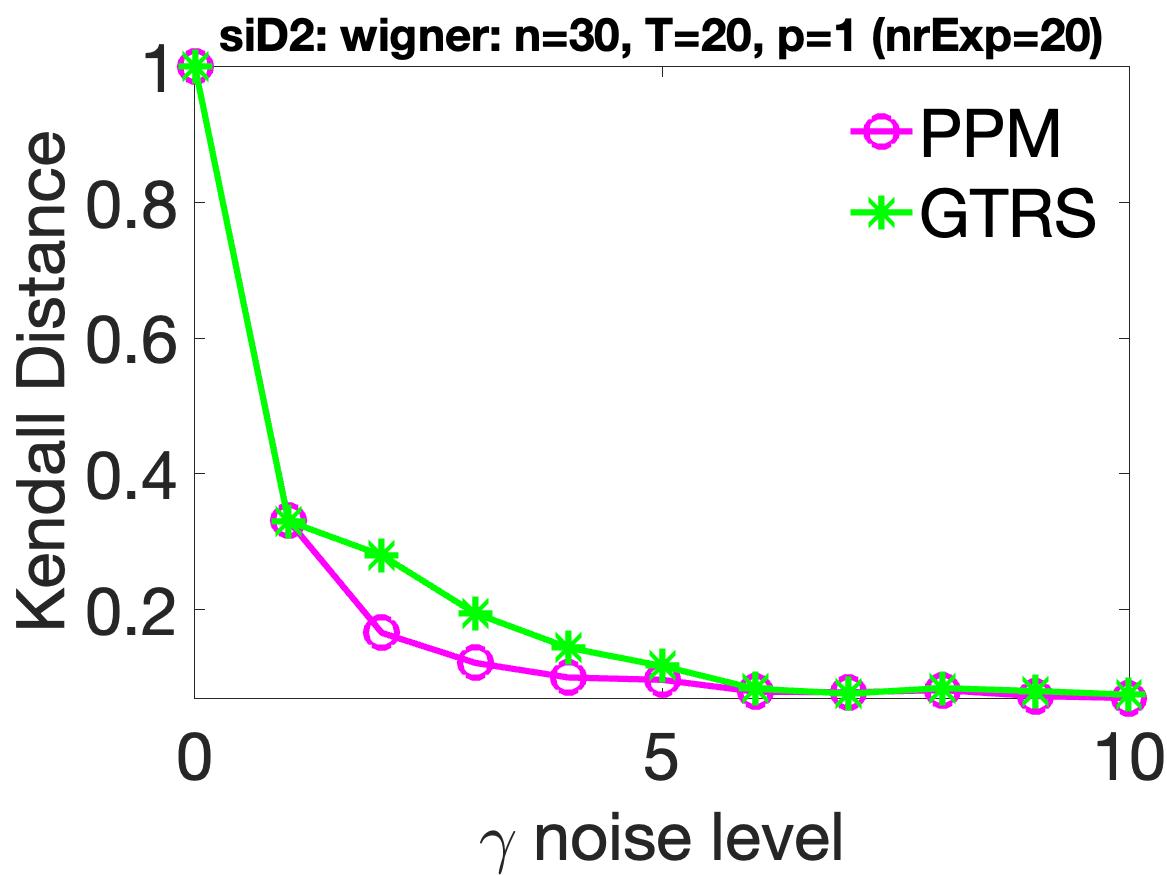 siD2: wigner: n=30, T=20, p=1 (nrExp=20)
Kendall Distance
1
0.8
0.6
0.4
0.2
PPM
GTRS
0 5 10
γ noise level